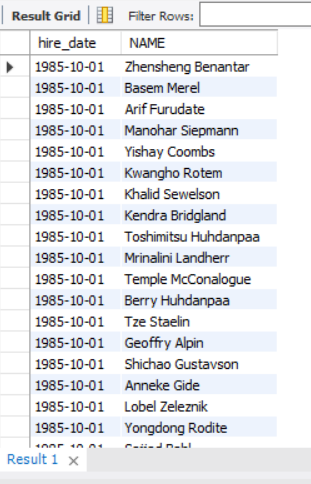 Result Grid Filter Rows:
hire_date NAME
1985-10-01 Zhensheng Benantar
1985-10-01 Basem Merel
1985-10-01 Arif Furudate
1985-10-01 Manohar Siepmann
1985-10-01 Yishay Coombs
1985-10-01 Kwangho Rotem
1985-10-01 Khalid Sewelson
1985-10-01 Kendra Bridgland
1985-10-01 Toshimitsu Huhdanpaa
1985-10-01 Mrinalini Landherr
1985-10-01 Temple McConalogue
1985-10-01 Berry Huhdanpaa
1985-10-01 Tze Staelin
1985-10-01 Geoffry Alpin
1985-10-01 Shichao Gustavson
1985-10-01 Anneke Gide
1985-10-01 Lobel Zeleznik
1985-10-01 Yongdong Rodite
1985-10-01
Result 1